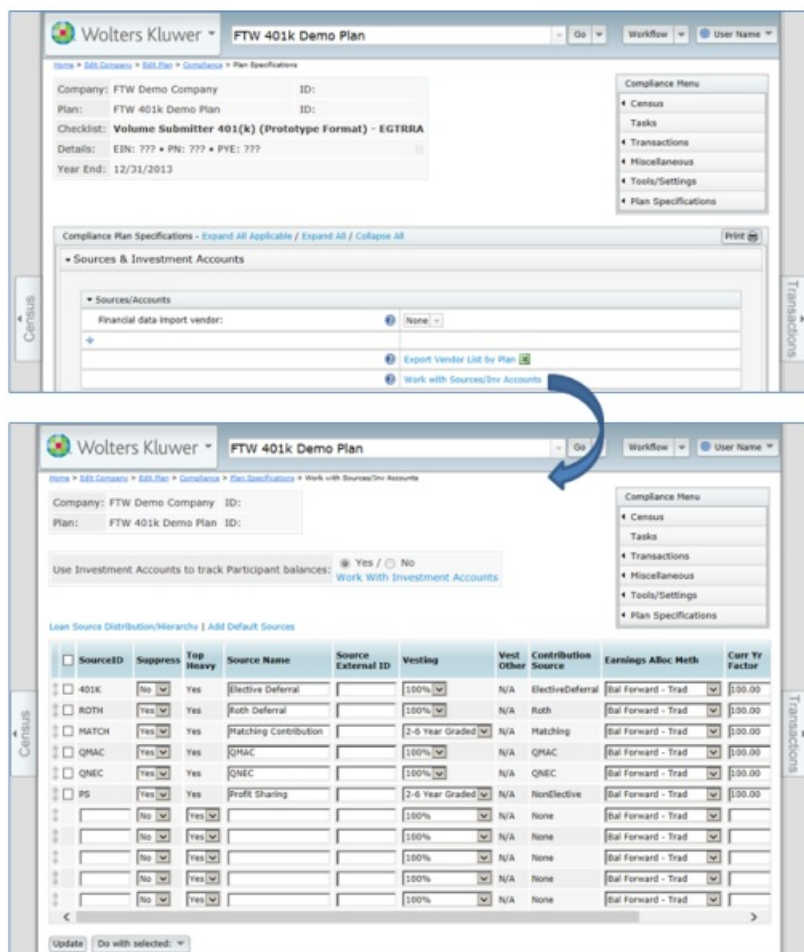 Wolters Kluwer FTW 401k Demo Plan Go Workflow User Name
Home > Edit Company > Edit Plan > Compliance > Plan Specifications
Company: FTW Demo Company ID:
Plan: FTW 401k Demo Plan ID:
Checklist: Volume Submitter 401(k) (Prototype Format) - EGTRRA
Details: EIN: ??? • PN: ??? • PYE: ???
Year End: 12/31/2013
Compliance Menu
Census
Tasks
Transactions
Miscellaneous
Tools/Settings
Plan Specifications
Compliance Plan Specifications - Expand All Applicable / Expand All / Collapse All Print
Sources & Investment Accounts
Sources/Accounts
Financial data import vendor: None
Export Vendor List by Plan
Work with Sources/Inv Accounts
Census
Transactions
Wolters Kluwer FTW 401k Demo Plan Go Workflow User Name
Home > Edit Company > Edit Plan > Compliance > Plan Specifications > Work with Sources/Inv Accounts
Company: FTW Demo Company ID:
Plan: FTW 401k Demo Plan ID:
Compliance Menu
Census
Tasks
Transactions
Miscellaneous
Tools/Settings
Plan Specifications
Use Investment Accounts to track Participant balances: Yes / No
Work With Investment Accounts
Loan Source Distribution/Hierarchy | Add Default Sources
SourceID Suppress Top Heavy Source Name Source External ID Vesting Vest Other Contribution Source Earnings Alloc Meth Curr Yr Factor
401K No Yes Elective Deferral 100% N/A ElectiveDeferral Bal Forward - Trad 100.00
ROTH Yes Yes Roth Deferral 100% N/A Roth Bal Forward - Trad 100.00
MATCH Yes Yes Matching Contribution 2-6 Year Graded N/A Matching Bal Forward - Trad 100.00
QMAC Yes Yes QMAC 100% N/A QMAC Bal Forward - Trad 100.00
QNEC Yes Yes QNEC 100% N/A QNEC Bal Forward - Trad 100.00
PS Yes Yes Profit Sharing 2-6 Year Graded N/A NonElective Bal Forward - Trad 100.00
No Yes 100% N/A None Bal Forward - Trad
No Yes 100% N/A None Bal Forward - Trad
No Yes 100% N/A None Bal Forward - Trad
No Yes 100% N/A None Bal Forward - Trad
No Yes 100% N/A None Bal Forward - Trad
Update Do with selected:
Census
Transactions